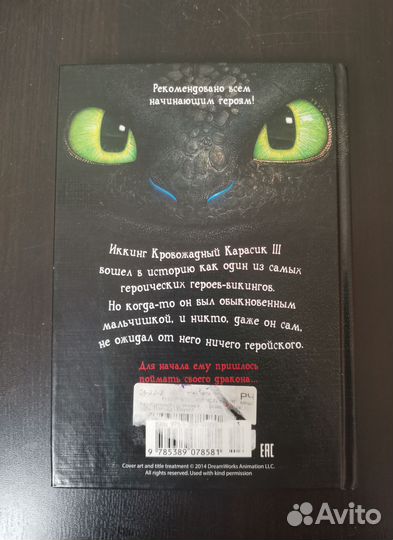 Рекомендовано всем
начинающим героям!
Иккинг Кровожадный Карасик III
вошел в историю как один из самых
героических героев-викингов.
Но когда-то он был обыкновенным
мальчишкой, и никто, даже он сам,
не ожидал от него ничего геройского.
Для начала ему пришлось
поймать своего дракона...
РЧ
9 785389 078581
EAC
Cover art and title treatment © 2014 DreamWorks Animation LLC.
All rights reserved. Used with kind permission
Avito